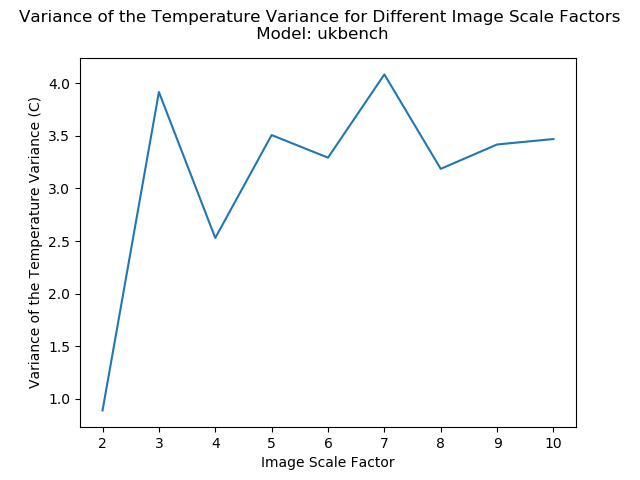 Variance of the Temperature Variance for Different Image Scale Factors
Model: ukbench
Variance of the Temperature Variance (C)
4.0
3.5
3.0
2.5
2.0
1.5
1.0
2 3 4 5 6 7 8 9 10
Image Scale Factor